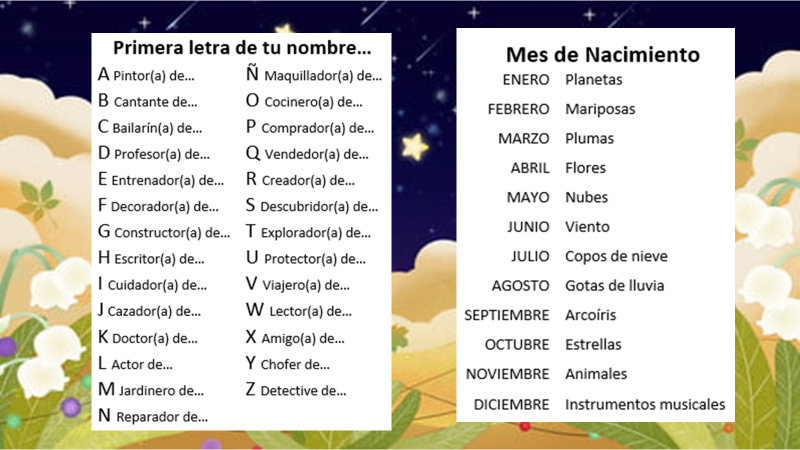 Primera letra de tu nombre...
A Pintor(a) de...
B Cantante de...
C Bailarín(a) de...
D Profesor(a) de...
E Entrenador(a) de...
F Decorador(a) de...
G Constructor(a) de...
H Escritor(a) de...
I Cuidador(a) de...
J Cazador(a) de...
K Doctor(a) de...
L Actor de...
M Jardinero de...
N Reparador de...
Ñ Maquillador(a) de...
O Cocinero(a) de...
P Comprador(a) de...
Q Vendedor(a) de...
R Creador(a) de...
S Descubridor(a) de...
T Explorador(a) de...
U Protector(a) de...
V Viajero(a) de...
W Lector(a) de...
X Amigo(a) de...
Y Chofer de...
Z Detective de...
Mes de Nacimiento
ENERO Planetas
FEBRERO Mariposas
MARZO Plumas
ABRIL Flores
MAYO Nubes
JUNIO Viento
JULIO Copos de nieve
AGOSTO Gotas de lluvia
SEPTIEMBRE Arcoíris
OCTUBRE Estrellas
NOVIEMBRE Animales
DICIEMBRE Instrumentos musicales